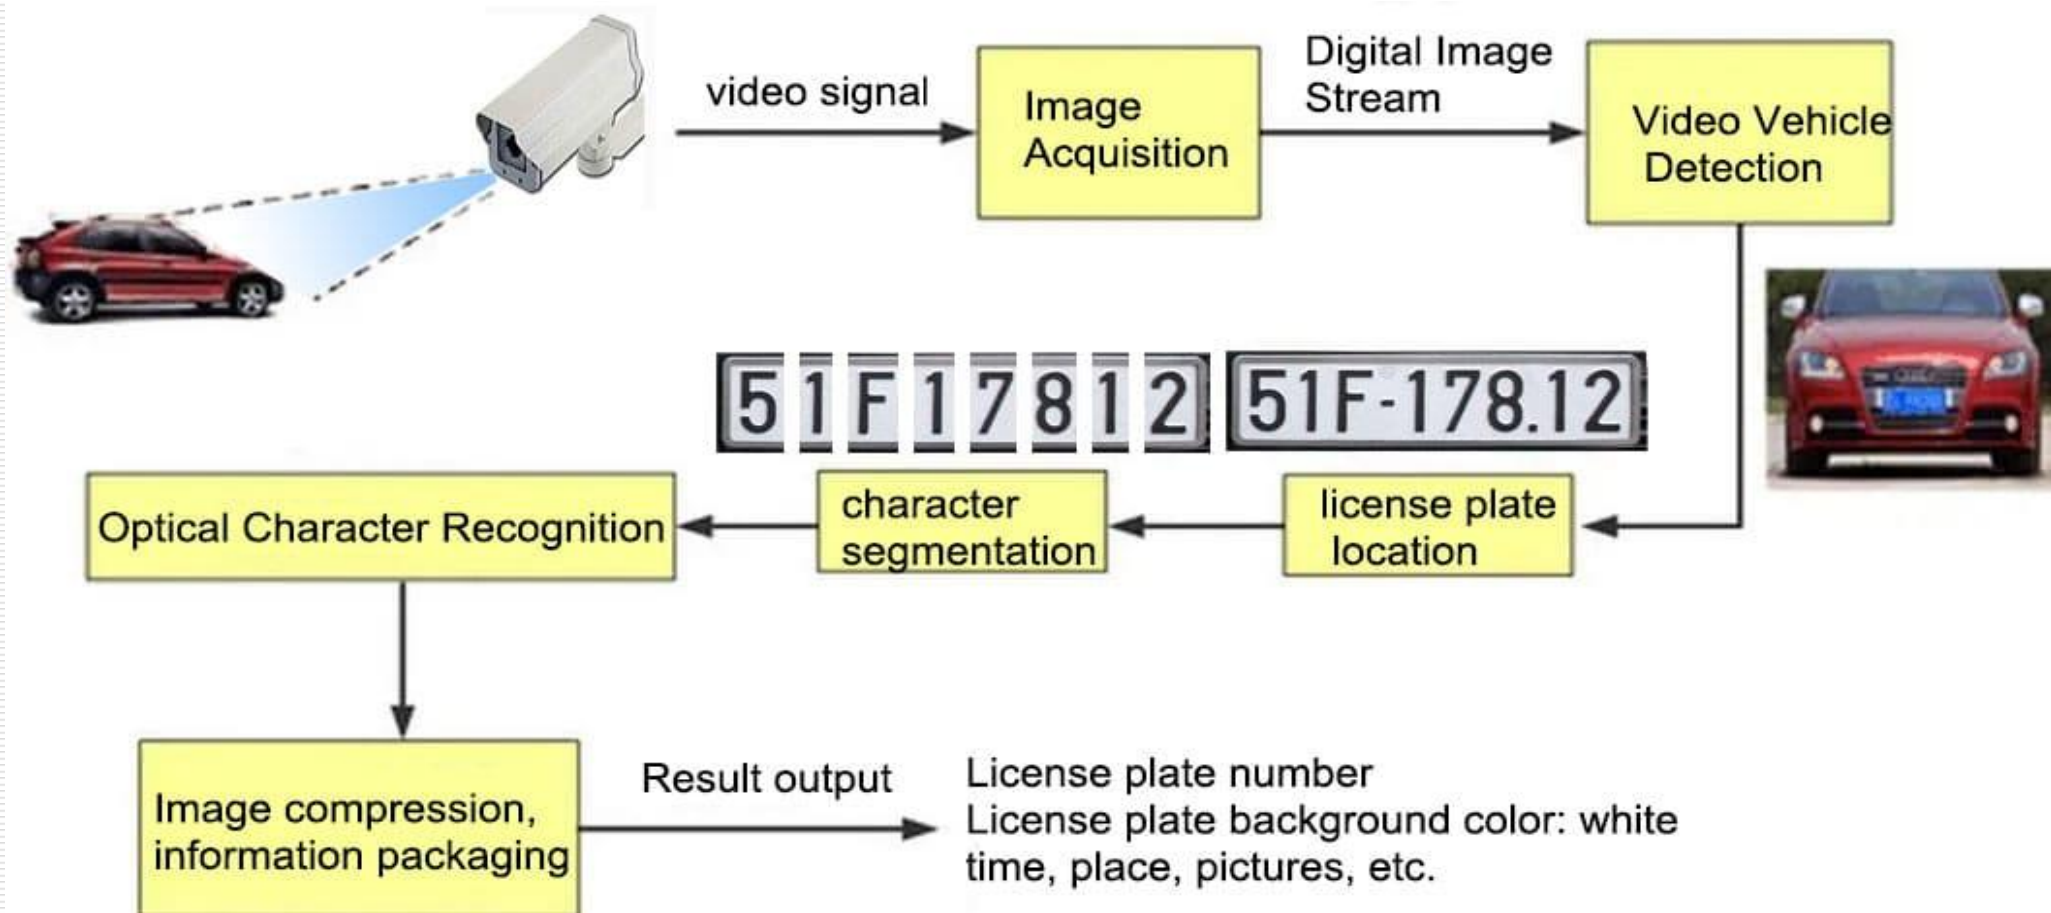 video signal
Image
Acquisition
Digital Image
Stream
Video Vehicle
Detection
51F17812
51F-178.12
license plate
location
character
segmentation
Optical Character Recognition
Image compression,
information packaging
Result output
License plate number
License plate background color: white
time, place, pictures, etc.